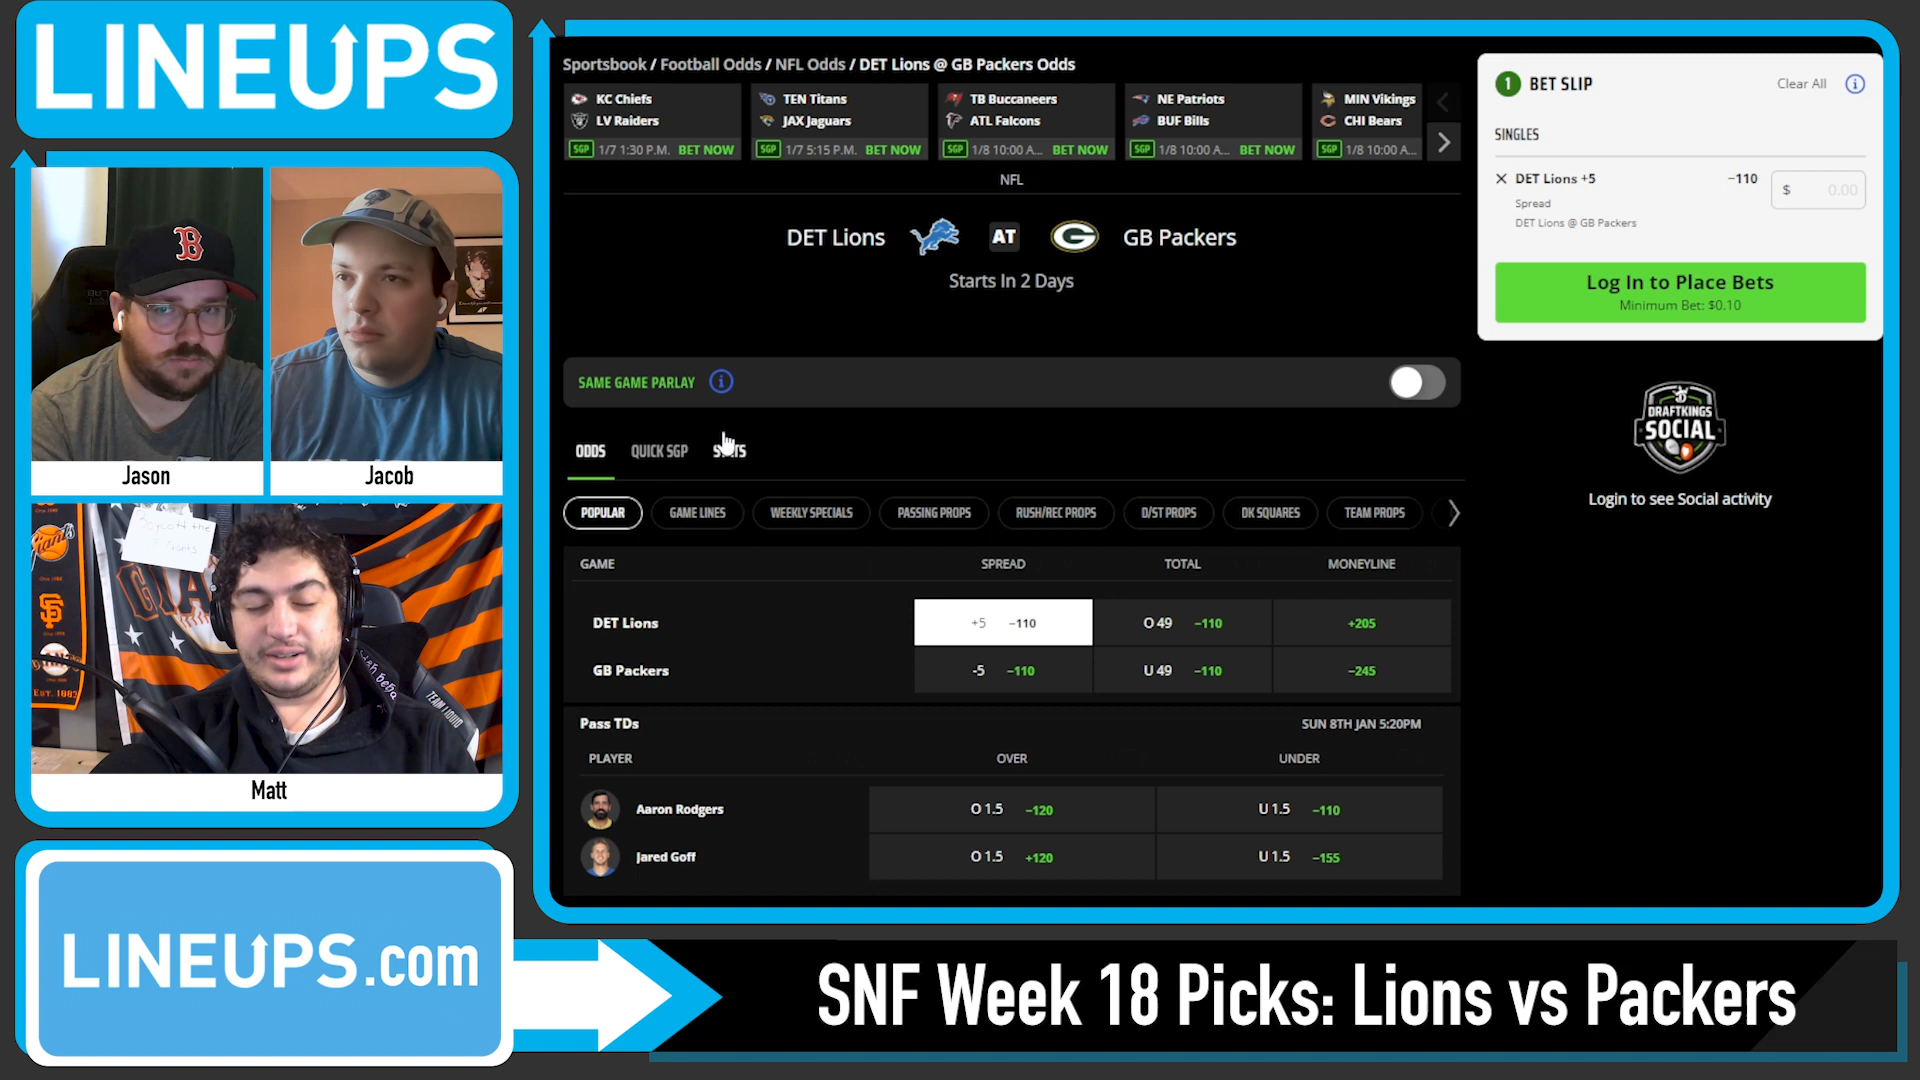 LINEUPS
Jason
Jacob
Giants
Boycott the
EST. 1883
TEAM LIQUID
Matt
LINEUPS.com
Sportsbook / Football Odds / NFL Odds / DET Lions @ GB Packers Odds
KC Chiefs
LV Raiders
SGP 1/7 1:30 P.M. BET NOW
TEN Titans
JAX Jaguars
SGP 1/7 5:15 P.M. BET NOW
TB Buccaneers
ATL Falcons
SGP 1/8 10:00 A... BET NOW
NE Patriots
BUF Bills
SGP 1/8 10:00 A... BET NOW
MIN Vikings
CHI Bears
SGP 1/8 10:00 A...
NFL
DET Lions AT GB Packers
Starts In 2 Days
SAME GAME PARLAY
ODDS QUICK SGP
POPULAR GAME LINES WEEKLY SPECIALS PASSING PROPS RUSH/REC PROPS D/ST PROPS DK SQUARES TEAM PROPS
GAME SPREAD TOTAL MONEYLINE
DET Lions +5 −110 O 49 −110 +205
GB Packers -5 −110 U 49 −110 −245
Pass TDs SUN 8TH JAN 5:20PM
PLAYER OVER UNDER
Aaron Rodgers O 1.5 −120 U 1.5 −110
Jared Goff O 1.5 +120 U 1.5 −155
1 BET SLIP Clear All
SINGLES
DET Lions +5 −110 $ 0.00
Spread
DET Lions @ GB Packers
Log In to Place Bets
Minimum Bet: $0.10
DRAFTKINGS
SOCIAL
Login to see Social activity
SNF Week 18 Picks: Lions vs Packers